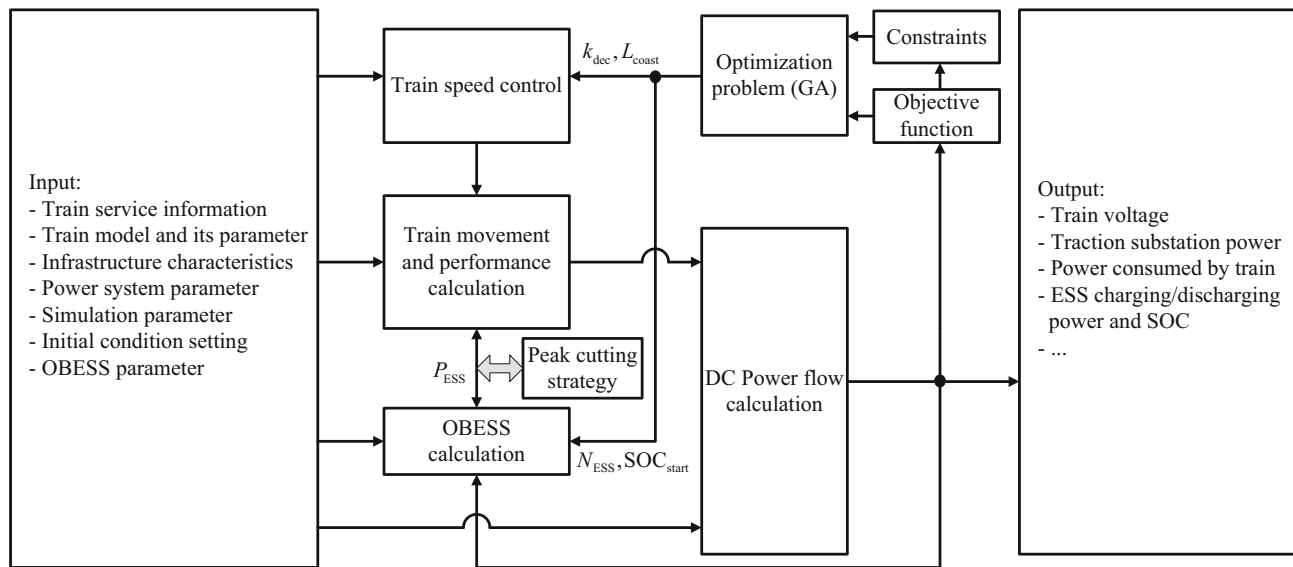 Input:
- Train service information
- Train model and its parameter
- Infrastructure characteristics
- Power system parameter
- Simulation parameter
- Initial condition setting
- OBESS parameter
Train speed control
k_dec, L_coast
Optimization
problem (GA)
Constraints
Objective
function
Train movement
and performance
calculation
P_ESS
Peak cutting
strategy
OBESS
calculation
N_ESS, SOC_start
DC Power flow
calculation
Output:
- Train voltage
- Traction substation power
- Power consumed by train
- ESS charging/discharging
power and SOC
- ...